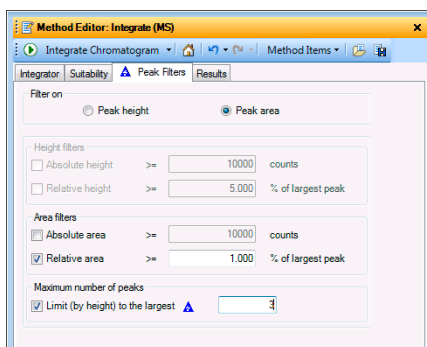 Method Editor: Integrate (MS)
Integrate Chromatogram Method Items
Integrator Suitability Peak Filters Results
Filter on
Peak height Peak area
Height filters
Absolute height >= 10000 counts
Relative height >= 5.000 % of largest peak
Area filters
Absolute area >= 10000 counts
Relative area >= 1.000 % of largest peak
Maximum number of peaks
Limit (by height) to the largest 3